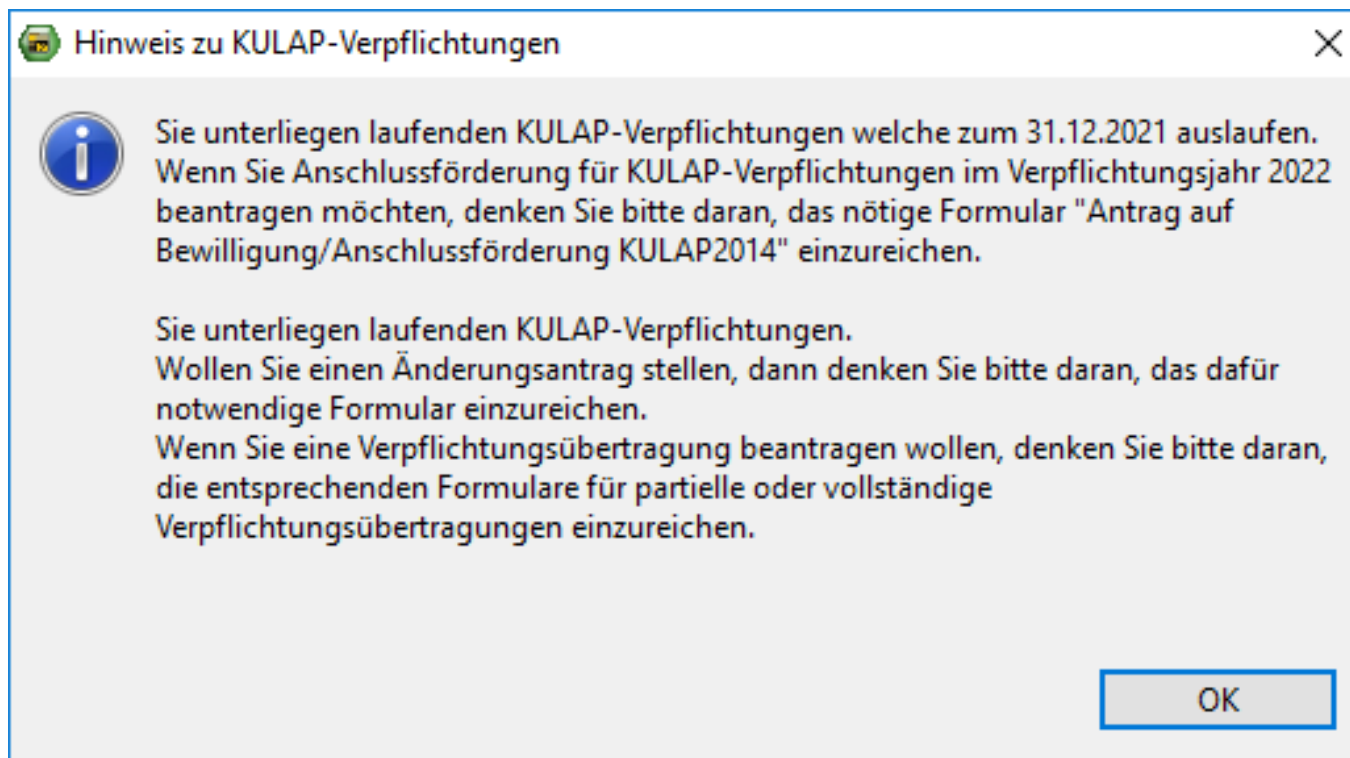 Hinweis zu KULAP-Verpflichtungen
Sie unterliegen laufenden KULAP-Verpflichtungen welche zum 31.12.2021 auslaufen.
Wenn Sie Anschlussförderung für KULAP-Verpflichtungen im Verpflichtungsjahr 2022
beantragen möchten, denken Sie bitte daran, das nötige Formular "Antrag auf
Bewilligung/Anschlussförderung KULAP2014" einzureichen.
Sie unterliegen laufenden KULAP-Verpflichtungen.
Wollen Sie einen Änderungsantrag stellen, dann denken Sie bitte daran, das dafür
notwendige Formular einzureichen.
Wenn Sie eine Verpflichtungsübertragung beantragen wollen, denken Sie bitte daran,
die entsprechenden Formulare für partielle oder vollständige
Verpflichtungsübertragungen einzureichen.
OK